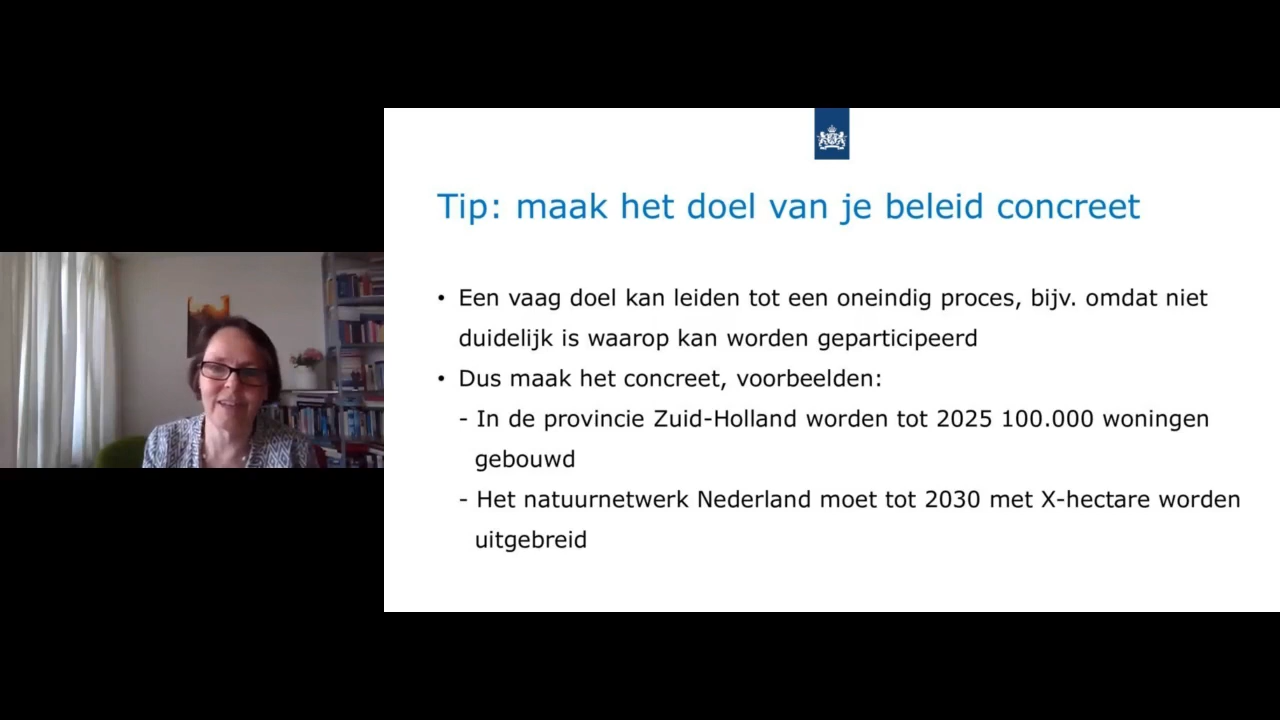 Tip: maak het doel van je beleid concreet
• Een vaag doel kan leiden tot een oneindig proces, bijv. omdat niet
duidelijk is waarop kan worden geparticipeerd
• Dus maak het concreet, voorbeelden:
- In de provincie Zuid-Holland worden tot 2025 100.000 woningen
gebouwd
- Het natuurnetwerk Nederland moet tot 2030 met X-hectare worden
uitgebreid